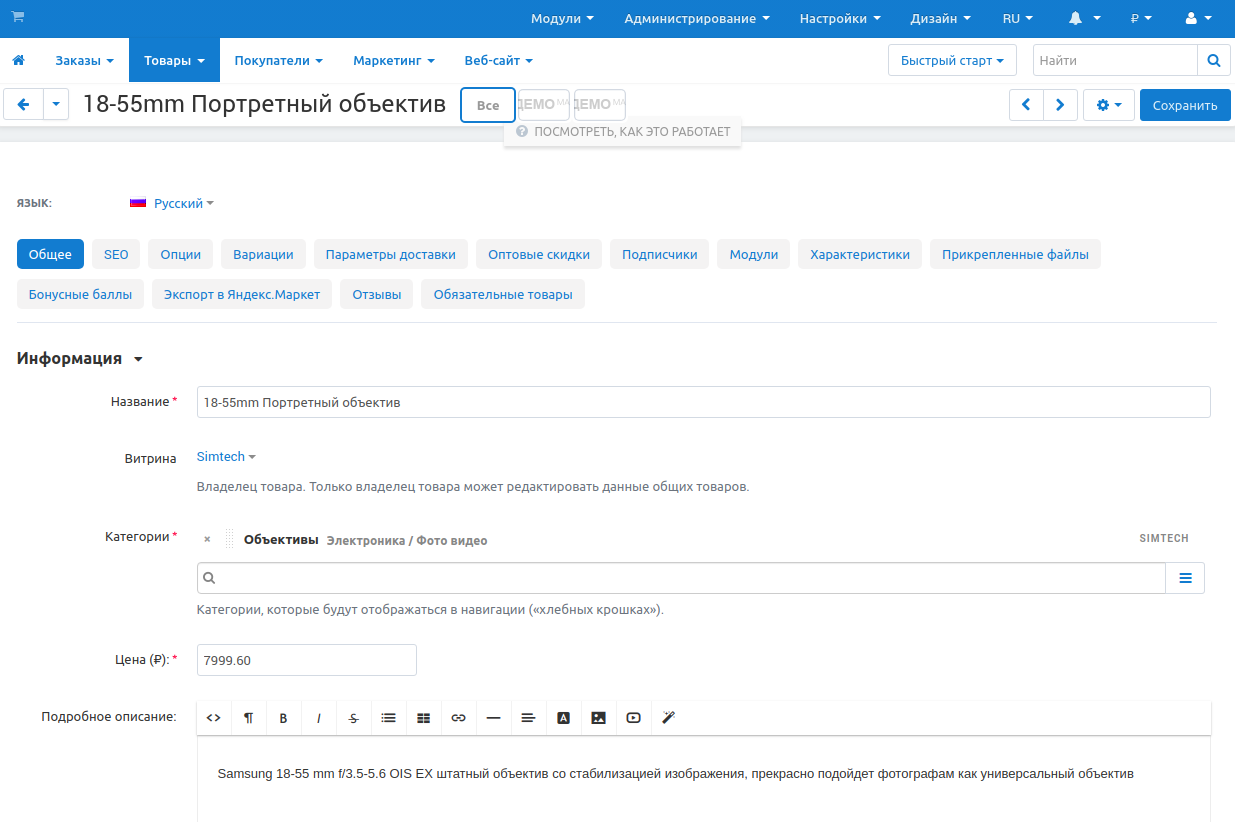 Модули Администрирование Настройки Дизайн RU ₽
Заказы Товары Покупатели Маркетинг Веб-сайт Быстрый старт Найти
18-55mm Портретный объектив Все ДЕМО МА ДЕМО МА Сохранить
ПОСМОТРЕТЬ, КАК ЭТО РАБОТАЕТ
ЯЗЫК: Русский
Общее SEO Опции Вариации Параметры доставки Оптовые скидки Подписчики Модули Характеристики Прикрепленные файлы
Бонусные баллы Экспорт в Яндекс.Маркет Отзывы Обязательные товары
Информация
Название * 18-55mm Портретный объектив
Витрина Simtech
Владелец товара. Только владелец товара может редактировать данные общих товаров.
Категории * × Объективы Электроника / Фото видео SIMTECH
Категории, которые будут отображаться в навигации («хлебных крошках»).
Цена (₽): * 7999.60
Подробное описание:
Samsung 18-55 mm f/3.5-5.6 OIS EX штатный объектив со стабилизацией изображения, прекрасно подойдет фотографам как универсальный объектив